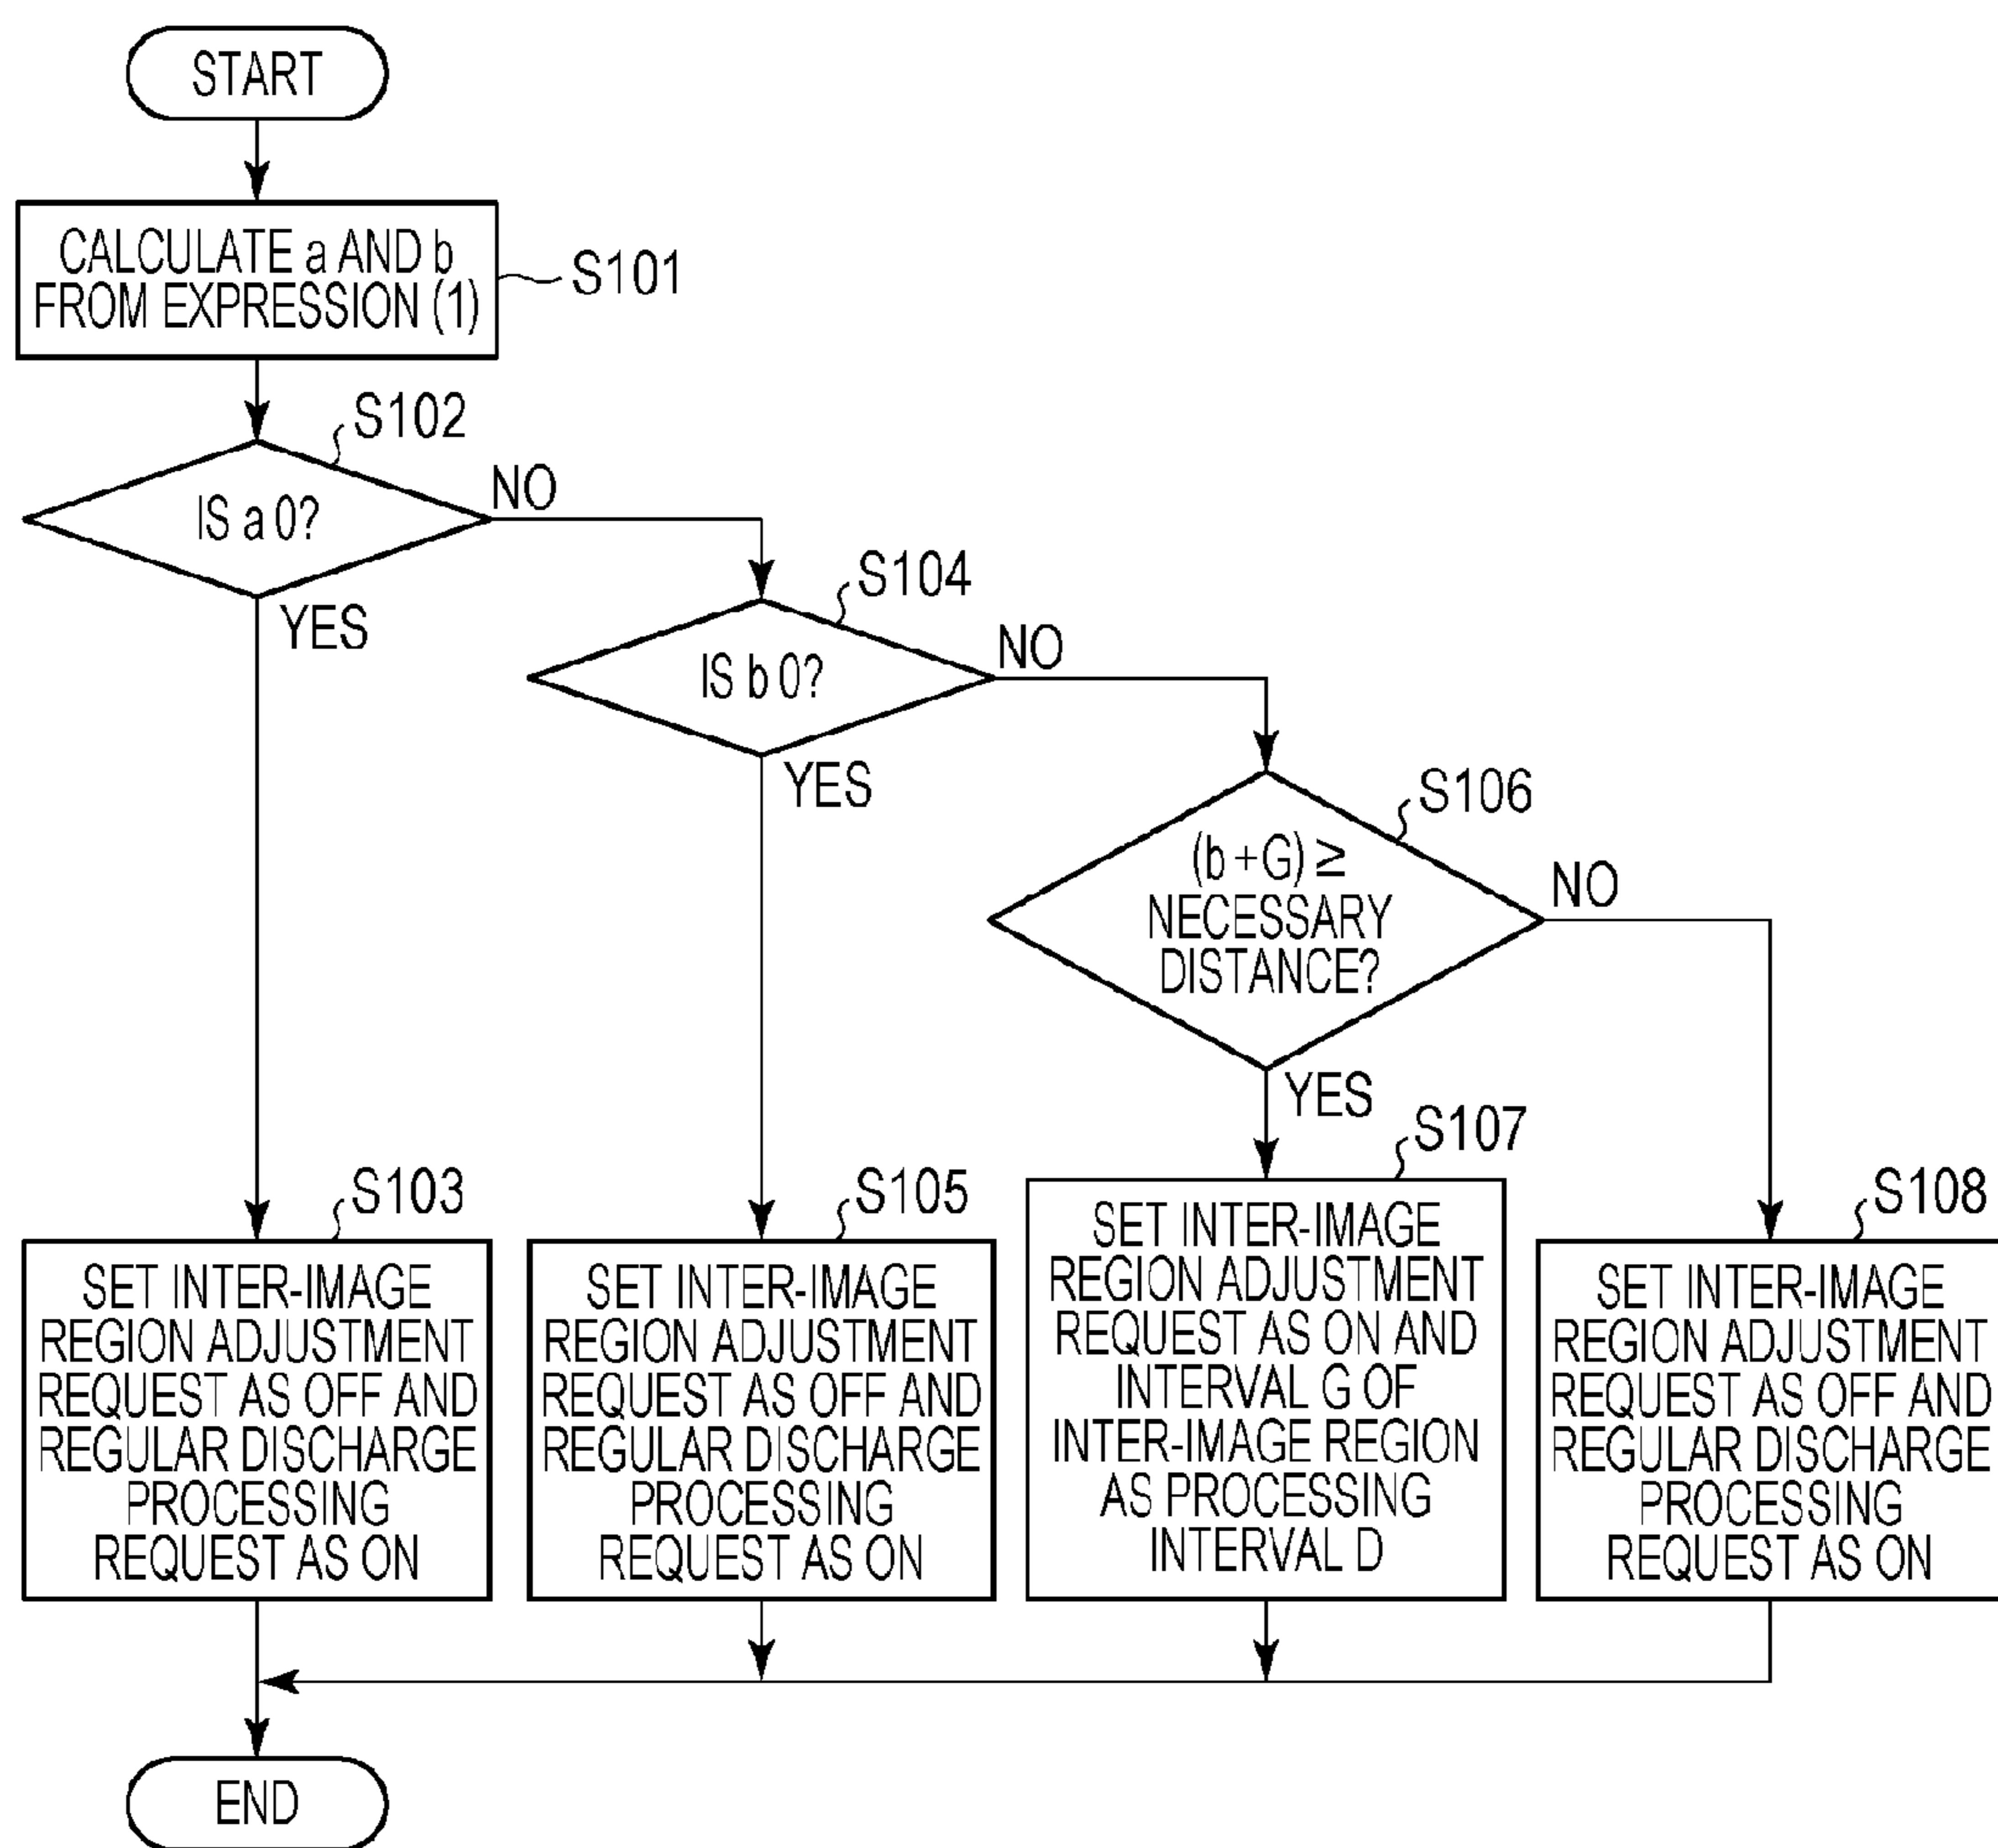 START
CALCULATE a AND b
FROM EXPRESSION (1)
S101
S102
IS a 0?
NO
YES
S104
IS b 0?
NO
YES
S106
(b+G) ≥
NECESSARY
DISTANCE?
NO
YES
S103
SET INTER-IMAGE
REGION ADJUSTMENT
REQUEST AS OFF AND
REGULAR DISCHARGE
PROCESSING
REQUEST AS ON
S105
SET INTER-IMAGE
REGION ADJUSTMENT
REQUEST AS OFF AND
REGULAR DISCHARGE
PROCESSING
REQUEST AS ON
S107
SET INTER-IMAGE
REGION ADJUSTMENT
REQUEST AS ON AND
INTERVAL G OF
INTER-IMAGE REGION
AS PROCESSING
INTERVAL D
S108
SET INTER-IMAGE
REGION ADJUSTMENT
REQUEST AS OFF AND
REGULAR DISCHARGE
PROCESSING
REQUEST AS ON
END